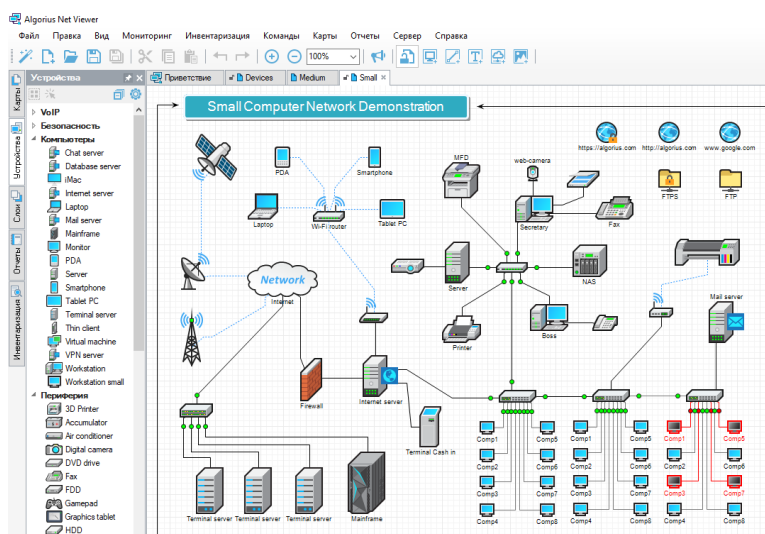 Algorius Net Viewer
Файл Правка Вид Мониторинг Инвентаризация Команды Карты Отчеты Сервер Справка
100%
Устройства
Приветствие Devices Medium Small
Карты
Устройства
Слои
Отчеты
Инвентаризация
VoIP
Безопасность
Компьютеры
Chat server
Database server
iMac
Internet server
Laptop
Mail server
Mainframe
Monitor
PDA
Server
Smartphone
Tablet PC
Terminal server
Thin client
Virtual machine
VPN server
Workstation
Workstation small
Периферия
3D Printer
Accumulator
Air conditioner
Digital camera
DVD drive
Fax
FDD
Gamepad
Graphics tablet
HDD
Small Computer Network Demonstration
https://algorius.com http://algorius.com www.google.com
FTPS FTP
PDA Smartphone
MFD
web-camera
Laptop Wi-Fi router Tablet PC
Secretary Fax
Network
Internet
Server NAS
Mail server
Printer Boss
Firewall Internet server
Terminal Cash in
Terminal server Terminal server Terminal server Mainframe
Comp1 Comp5 Comp1 Comp5 Comp1 Comp5
Comp2 Comp6 Comp2 Comp6 Comp2 Comp6
Comp3 Comp7 Comp3 Comp7 Comp3 Comp7
Comp4 Comp8 Comp4 Comp8 Comp4 Comp8